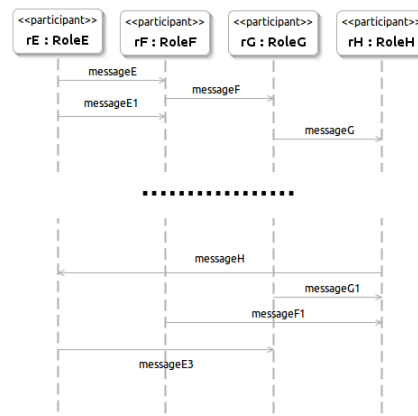 <<participant>> <<participant>> <<participant>> <<participant>>
rE : RoleE rF : RoleF rG : RoleG rH : RoleH
messageE
messageF
messageE1
messageG
messageH
messageG1
messageF1
messageE3